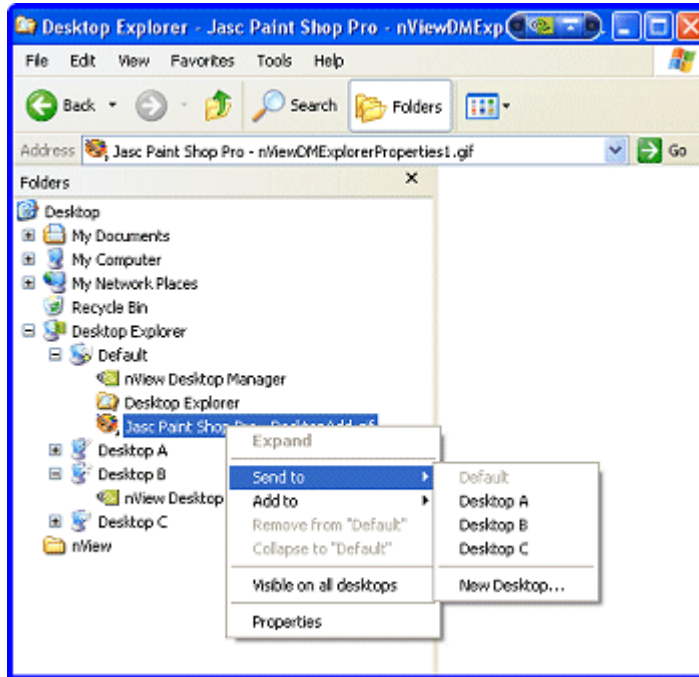 Desktop Explorer - Jasc Paint Shop Pro - nViewDMExp
File Edit View Favorites Tools Help
Back Search Folders
Address Jasc Paint Shop Pro - nViewDMExplorerProperties1.gif Go
Folders
Desktop
My Documents
My Computer
My Network Places
Recycle Bin
Desktop Explorer
Default
nView Desktop Manager
Desktop Explorer
Jasc Paint Shop Pro - DesktopAdd.gif
Desktop A
Desktop B
nView Desktop
Desktop C
nView
Expand
Send to
Add to
Remove from "Default"
Collapse to "Default"
Visible on all desktops
Properties
Default
Desktop A
Desktop B
Desktop C
New Desktop...